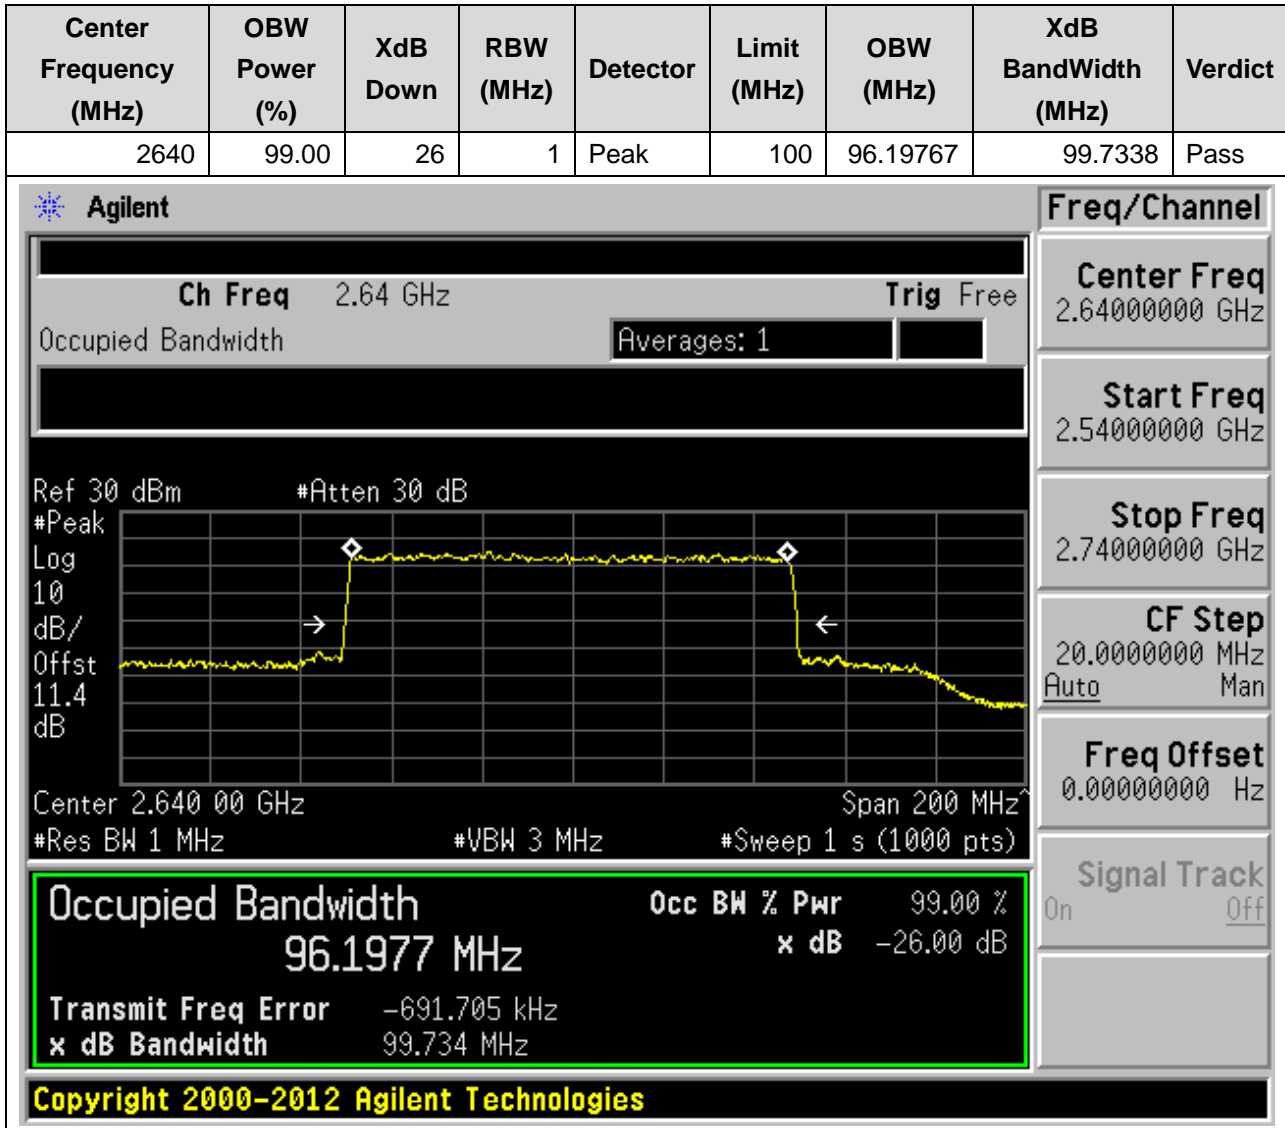 Center Frequency (MHz) OBW Power (%) XdB Down RBW (MHz) Detector Limit (MHz) OBW (MHz) XdB BandWidth (MHz) Verdict
2640 99.00 26 1 Peak 100 96.19767 99.7338 Pass
Agilent
Freq/Channel
Ch Freq 2.64 GHz Trig Free
Occupied Bandwidth Averages: 1
Ref 30 dBm #Atten 30 dB
#Peak
Log
10
dB/
Offst
11.4
dB
Center 2.640 00 GHz Span 200 MHz^
#Res BW 1 MHz #VBW 3 MHz #Sweep 1 s (1000 pts)
Occupied Bandwidth Occ BW % Pwr 99.00 %
96.1977 MHz x dB -26.00 dB
Transmit Freq Error -691.705 kHz
x dB Bandwidth 99.734 MHz
Center Freq
2.64000000 GHz
Start Freq
2.54000000 GHz
Stop Freq
2.74000000 GHz
CF Step
20.0000000 MHz
Auto Man
Freq Offset
0.00000000 Hz
Signal Track
On Off
Copyright 2000-2012 Agilent Technologies